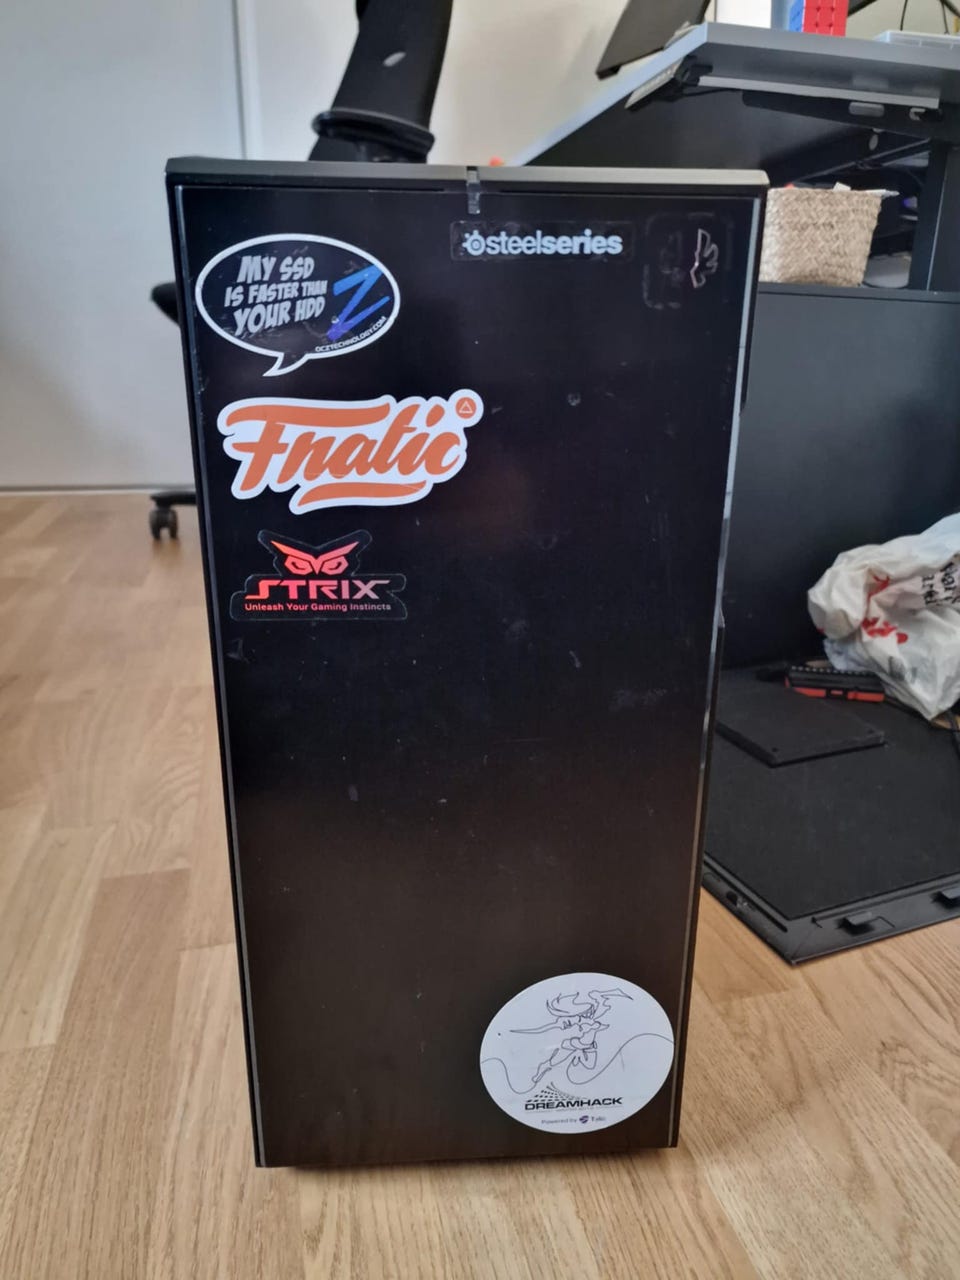 steelseries
MY SSD
IS FASTER THAN
YOUR HDD
Z
OCZTECHNOLOGY.COM
Fnatic
STRIX
Unleash Your Gaming Instincts
DREAMHACK
Powered by Telia